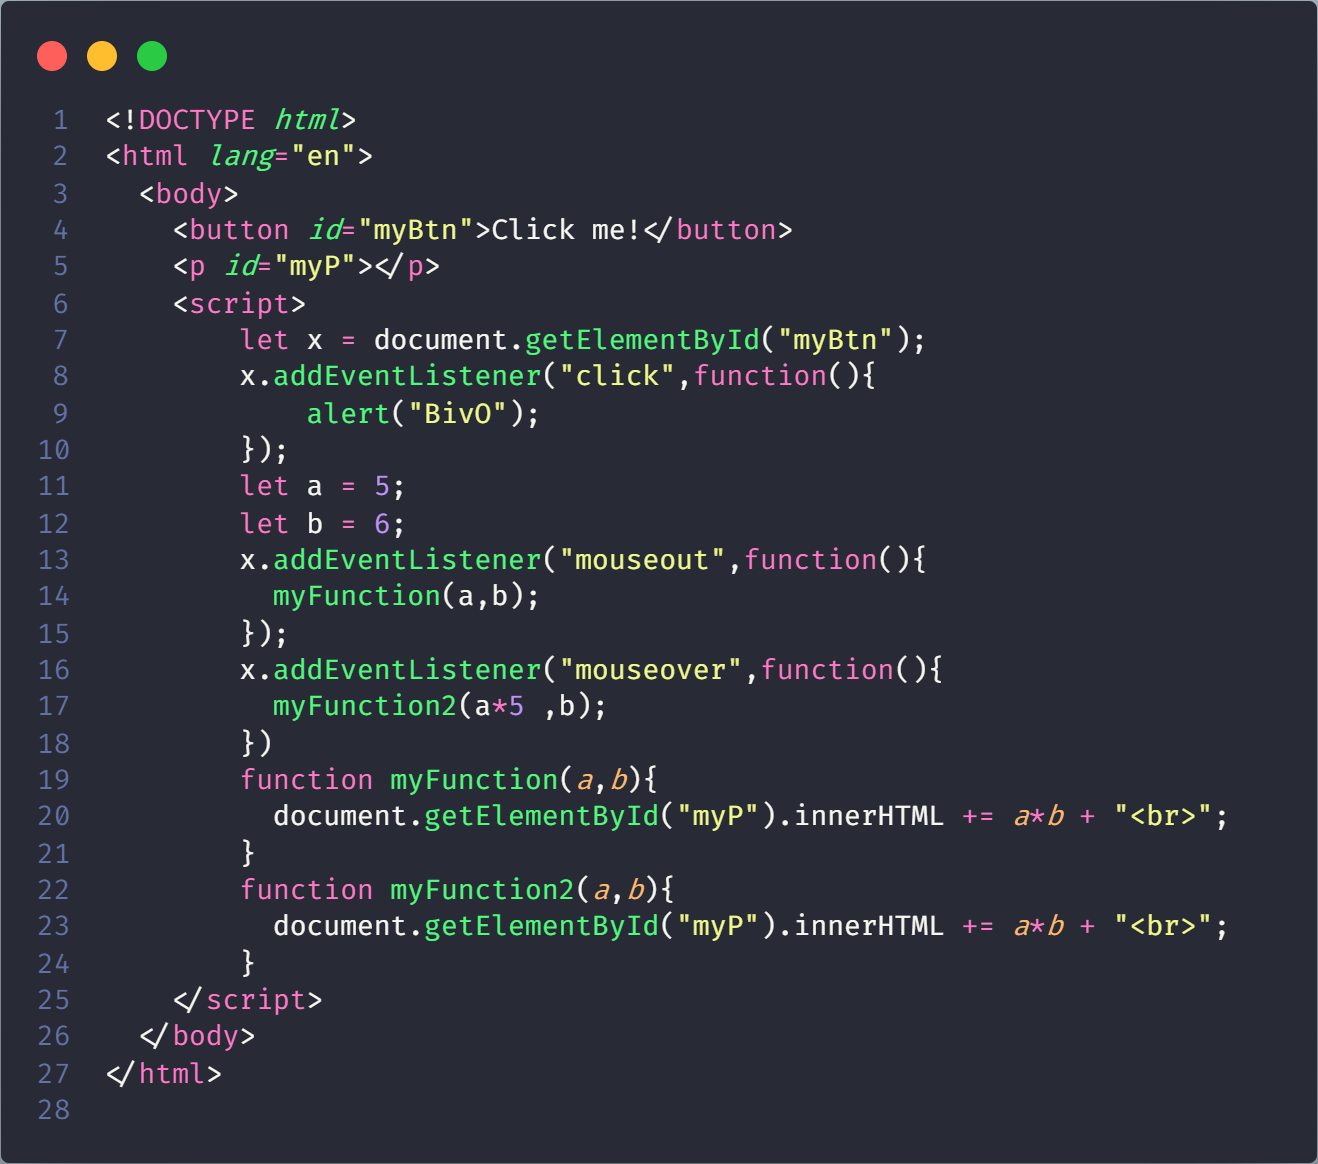 1 <!DOCTYPE html>
2 <html lang="en">
3   <body>
4     <button id="myBtn">Click me!</button>
5     <p id="myP"></p>
6     <script>
7         let x = document.getElementById("myBtn");
8         x.addEventListener("click",function(){
9             alert("BivO");
10         });
11         let a = 5;
12         let b = 6;
13         x.addEventListener("mouseout",function(){
14           myFunction(a,b);
15         });
16         x.addEventListener("mouseover",function(){
17           myFunction2(a*5 ,b);
18         })
19         function myFunction(a,b){
20           document.getElementById("myP").innerHTML += a*b + "<br>";
21         }
22         function myFunction2(a,b){
23           document.getElementById("myP").innerHTML += a*b + "<br>";
24         }
25     </script>
26   </body>
27 </html>
28